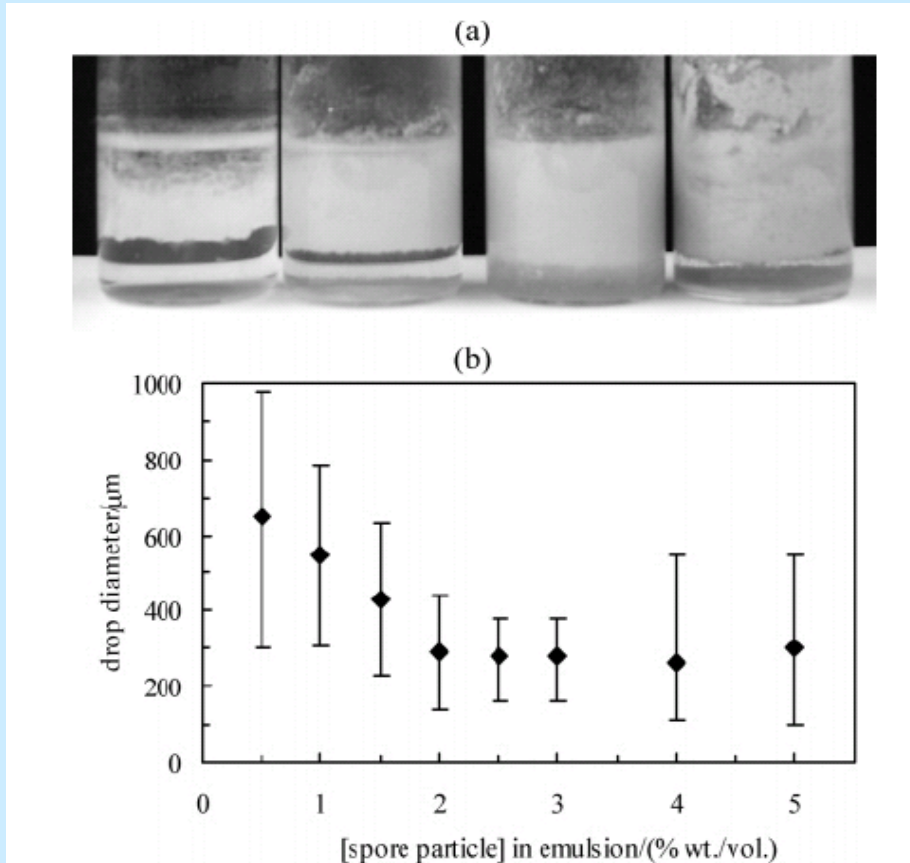 (a)
(b)
1000
800
600
400
200
0
drop diameter/μm
0 1 2 3 4 5
[spore particle] in emulsion/(% wt./vol.)